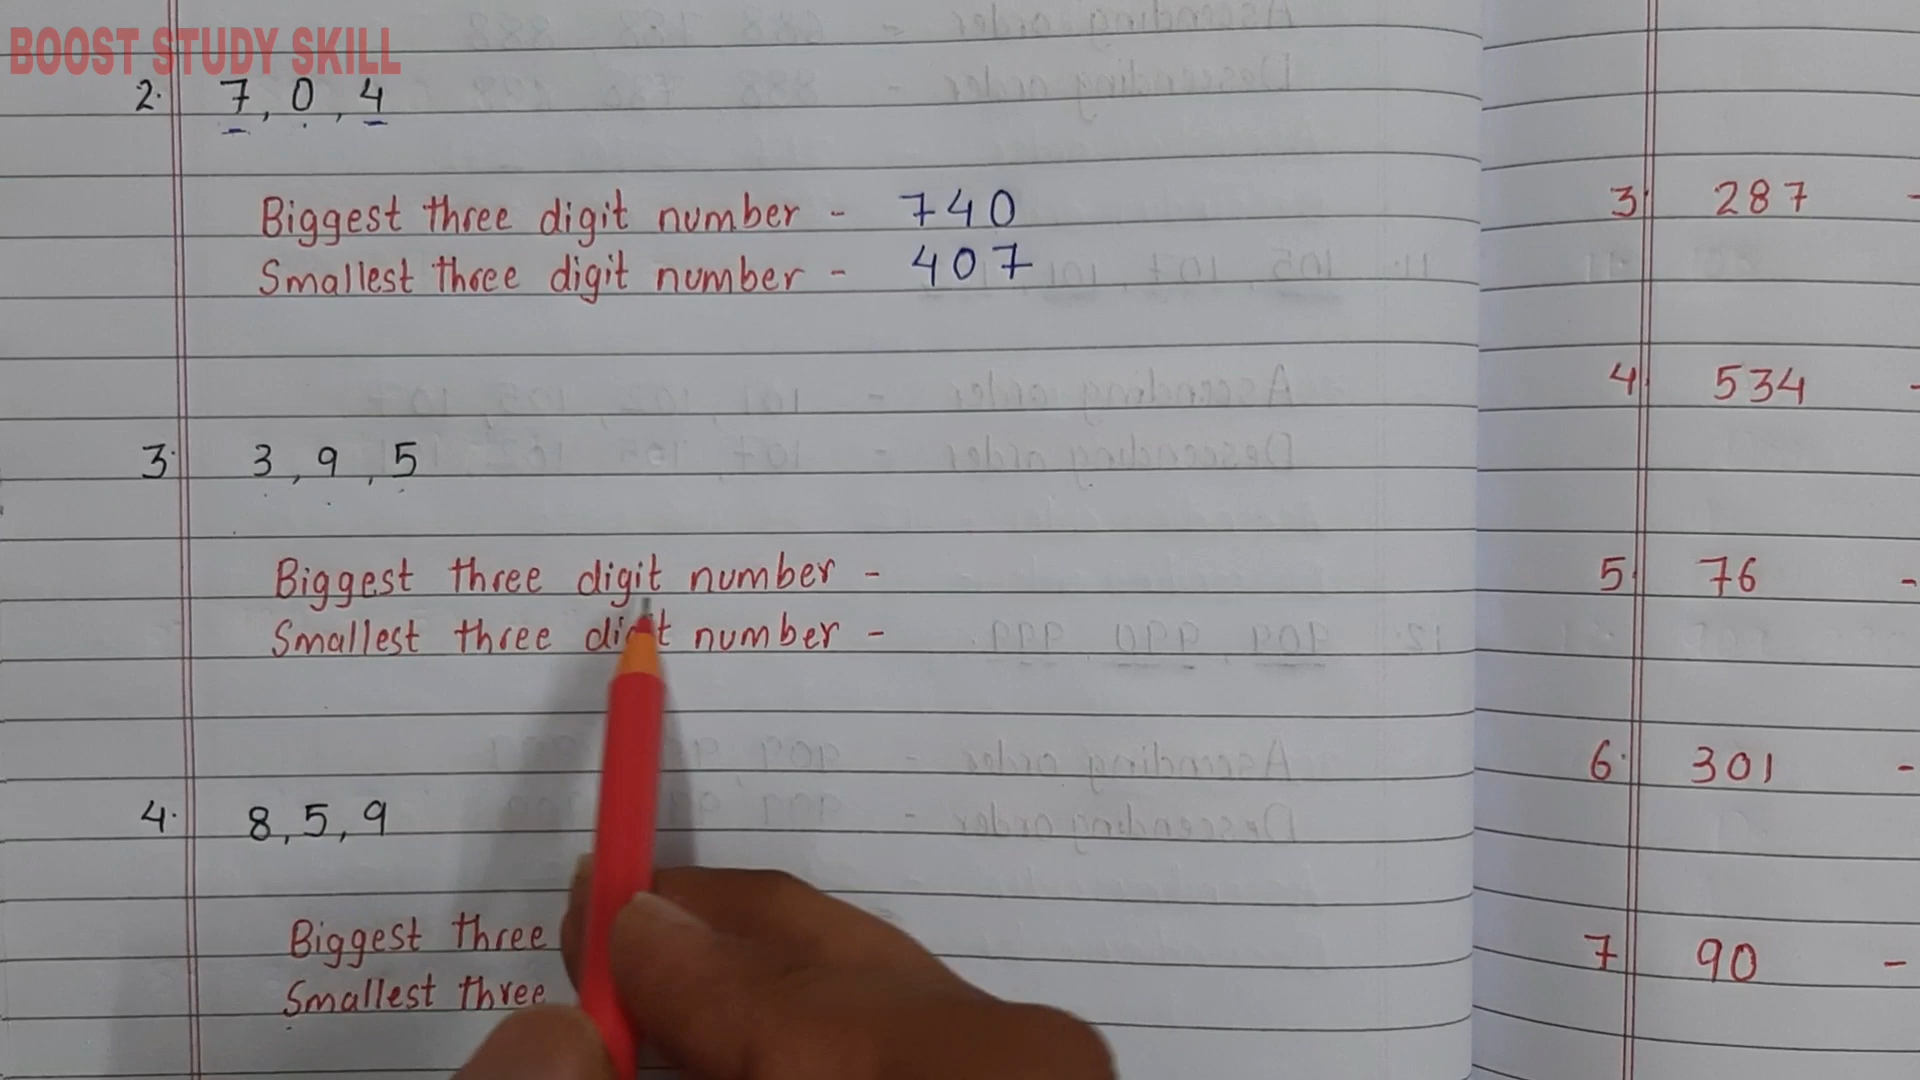 BOOST STUDY SKILL
2. 7, 0, 4
Biggest three digit number - 740
Smallest three digit number - 407
3. 3, 9, 5
Biggest three digit number -
Smallest three digit number -
4. 8, 5, 9
Biggest three
Smallest three
3. 287 -
4. 534 -
5. 76 -
6. 301 -
7. 90 -